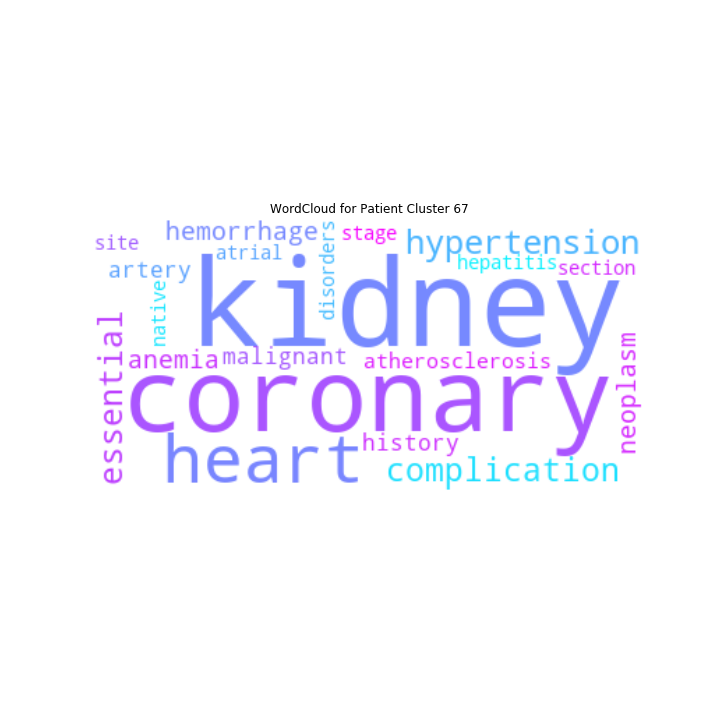 WordCloud for Patient Cluster 67
hemorrhage
disorders
stage
hypertension
site
atrial
hepatitis
section
artery
native
kidney
essential
anemia
malignant
atherosclerosis
neoplasm
coronary
heart
history
complication